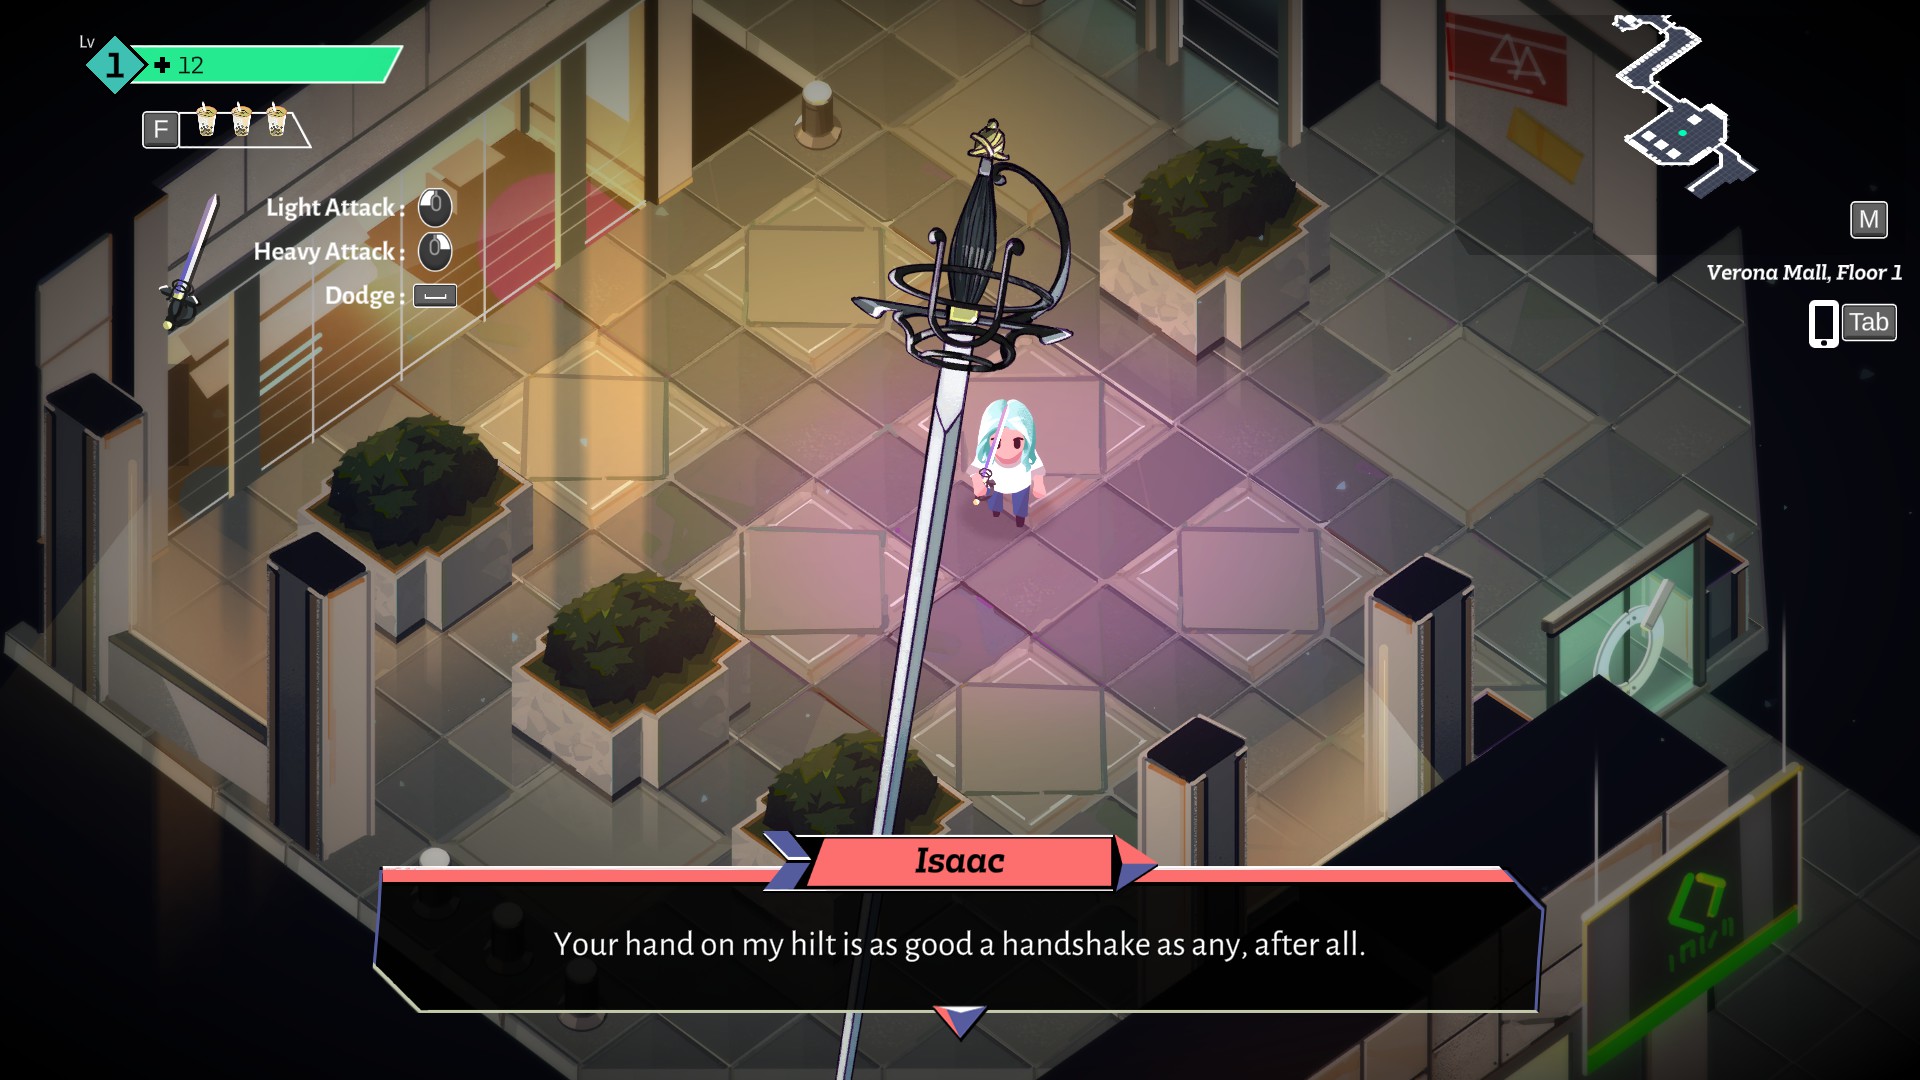 Lv
1
+ 12
F
Light Attack :
Heavy Attack :
Dodge :
M
Verona Mall, Floor 1
Tab
Isaac
Your hand on my hilt is as good a handshake as any, after all.